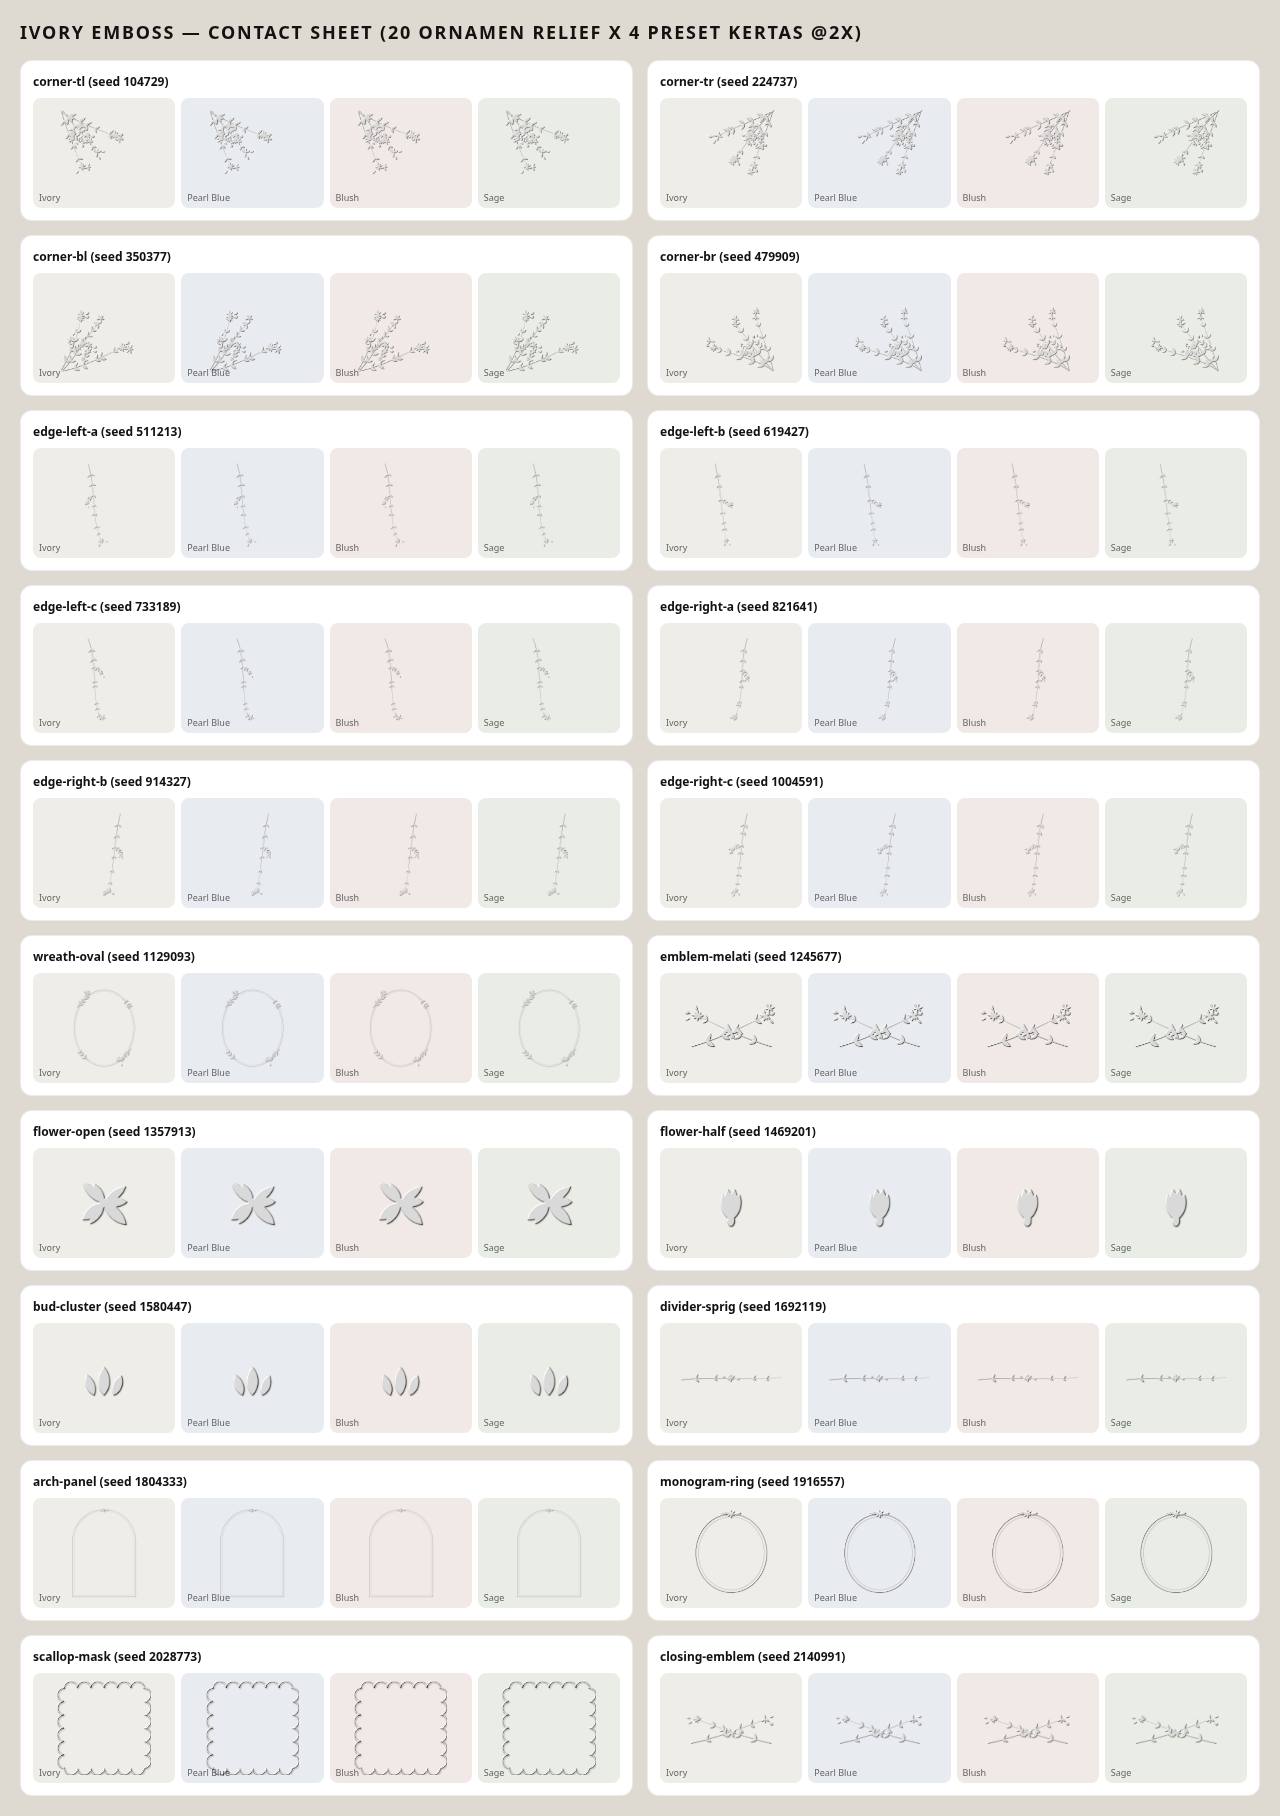 IVORY EMBOSS — CONTACT SHEET (20 ORNAMEN RELIEF X 4 PRESET KERTAS @2X)
corner-tl (seed 104729)
Ivory
Pearl Blue
Blush
Sage
corner-tr (seed 224737)
Ivory
Pearl Blue
Blush
Sage
corner-bl (seed 350377)
Ivory
Pearl Blue
Blush
Sage
corner-br (seed 479909)
Ivory
Pearl Blue
Blush
Sage
edge-left-a (seed 511213)
Ivory
Pearl Blue
Blush
Sage
edge-left-b (seed 619427)
Ivory
Pearl Blue
Blush
Sage
edge-left-c (seed 733189)
Ivory
Pearl Blue
Blush
Sage
edge-right-a (seed 821641)
Ivory
Pearl Blue
Blush
Sage
edge-right-b (seed 914327)
Ivory
Pearl Blue
Blush
Sage
edge-right-c (seed 1004591)
Ivory
Pearl Blue
Blush
Sage
wreath-oval (seed 1129093)
Ivory
Pearl Blue
Blush
Sage
emblem-melati (seed 1245677)
Ivory
Pearl Blue
Blush
Sage
flower-open (seed 1357913)
Ivory
Pearl Blue
Blush
Sage
flower-half (seed 1469201)
Ivory
Pearl Blue
Blush
Sage
bud-cluster (seed 1580447)
Ivory
Pearl Blue
Blush
Sage
divider-sprig (seed 1692119)
Ivory
Pearl Blue
Blush
Sage
arch-panel (seed 1804333)
Ivory
Pearl Blue
Blush
Sage
monogram-ring (seed 1916557)
Ivory
Pearl Blue
Blush
Sage
scallop-mask (seed 2028773)
Ivory
Pearl Blue
Blush
Sage
closing-emblem (seed 2140991)
Ivory
Pearl Blue
Blush
Sage